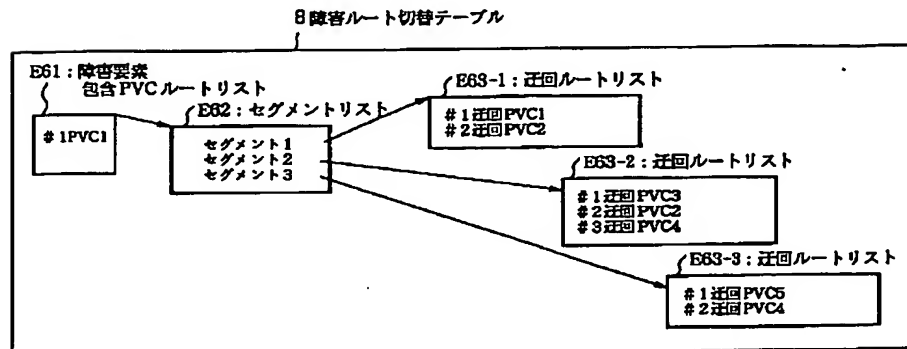 8 障害ルート切替テーブル
E61：障害要素
包含PVCルートリスト
#1PVC1
E62：セグメントリスト
セグメント1
セグメント2
セグメント3
E63-1：迂回ルートリスト
#1迂回PVC1
#2迂回PVC2
E63-2：迂回ルートリスト
#1迂回PVC3
#2迂回PVC2
#3迂回PVC4
E63-3：迂回ルートリスト
#1迂回PVC5
#2迂回PVC4